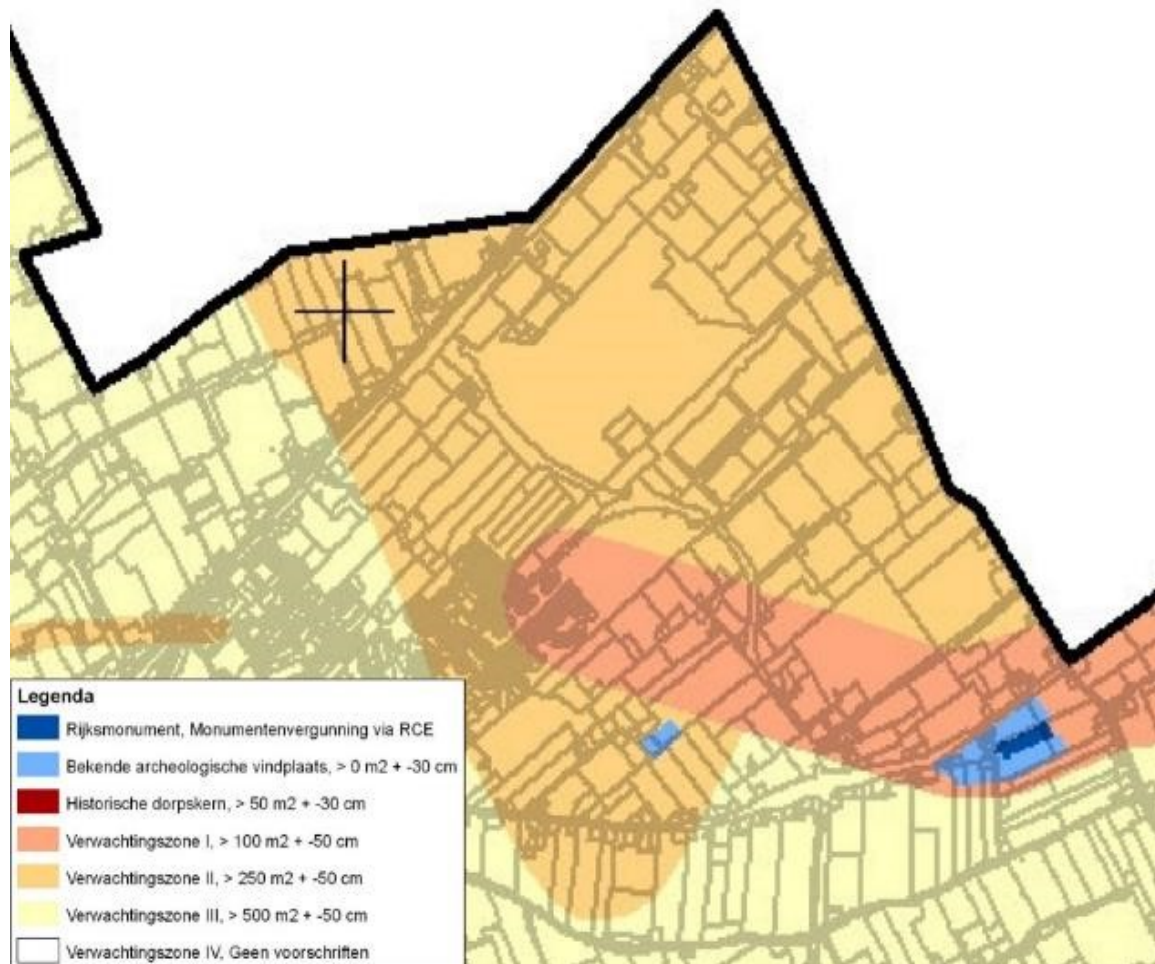 Legenda
Rijksmonument, Monumentenvergunning via RCE
Bekende archeologische vindplaats, > 0 m2 + -30 cm
Historische dorpskern, > 50 m2 + -30 cm
Verwachtingszone I, > 100 m2 + -50 cm
Verwachtingszone II, > 250 m2 + -50 cm
Verwachtingszone III, > 500 m2 + -50 cm
Verwachtingszone IV, Geen voorschriften